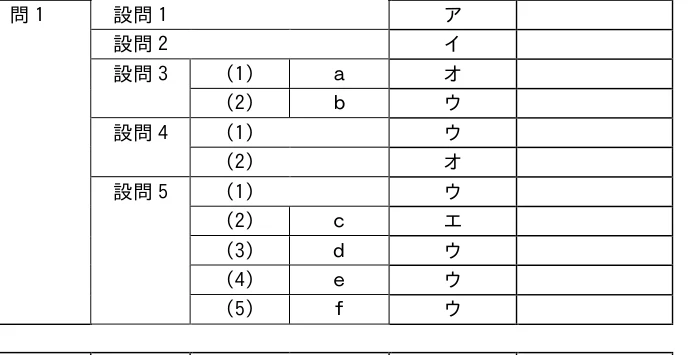 問1 設問1 ア
設問2 イ
設問3 (1) a オ
(2) b ウ
設問4 (1) ウ
(2) オ
設問5 (1) ウ
(2) c エ
(3) d ウ
(4) e ウ
(5) f ウ